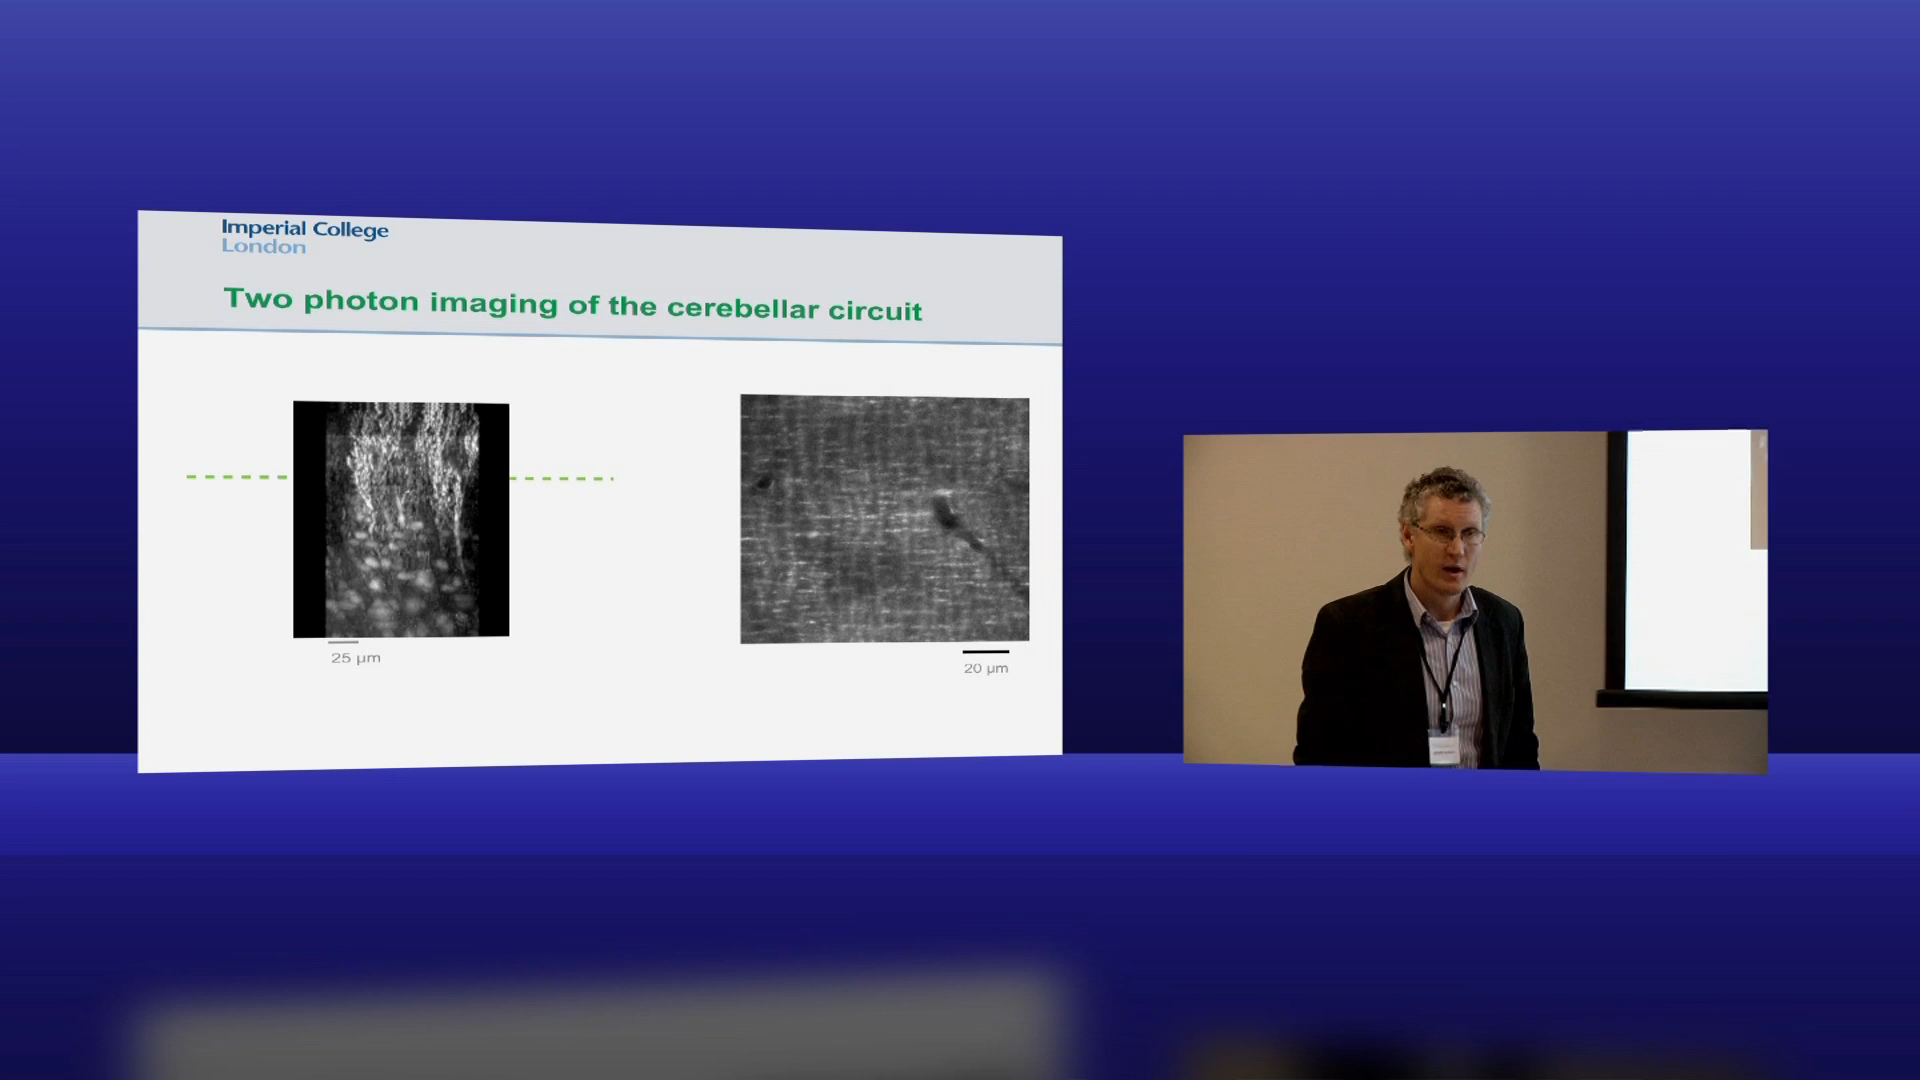 Imperial College
London
Two photon imaging of the cerebellar circuit
25 µm
20 µm